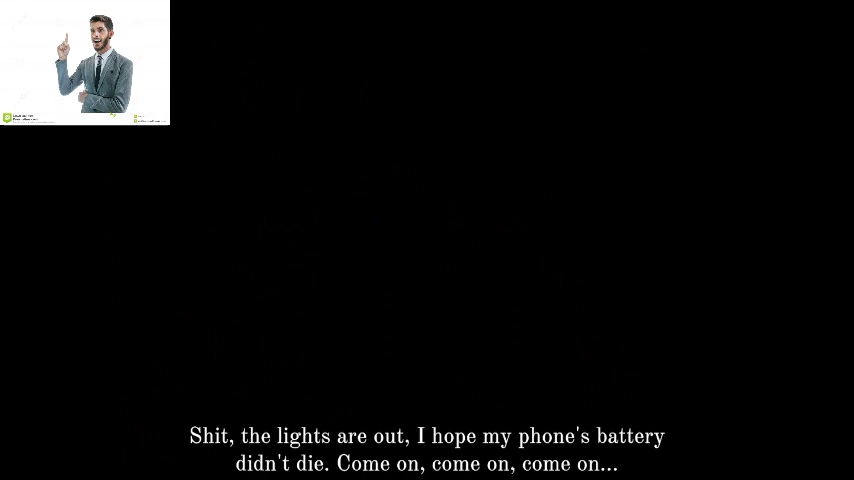 Shit, the lights are out, I hope my phone's battery
didn't die. Come on, come on, come on...